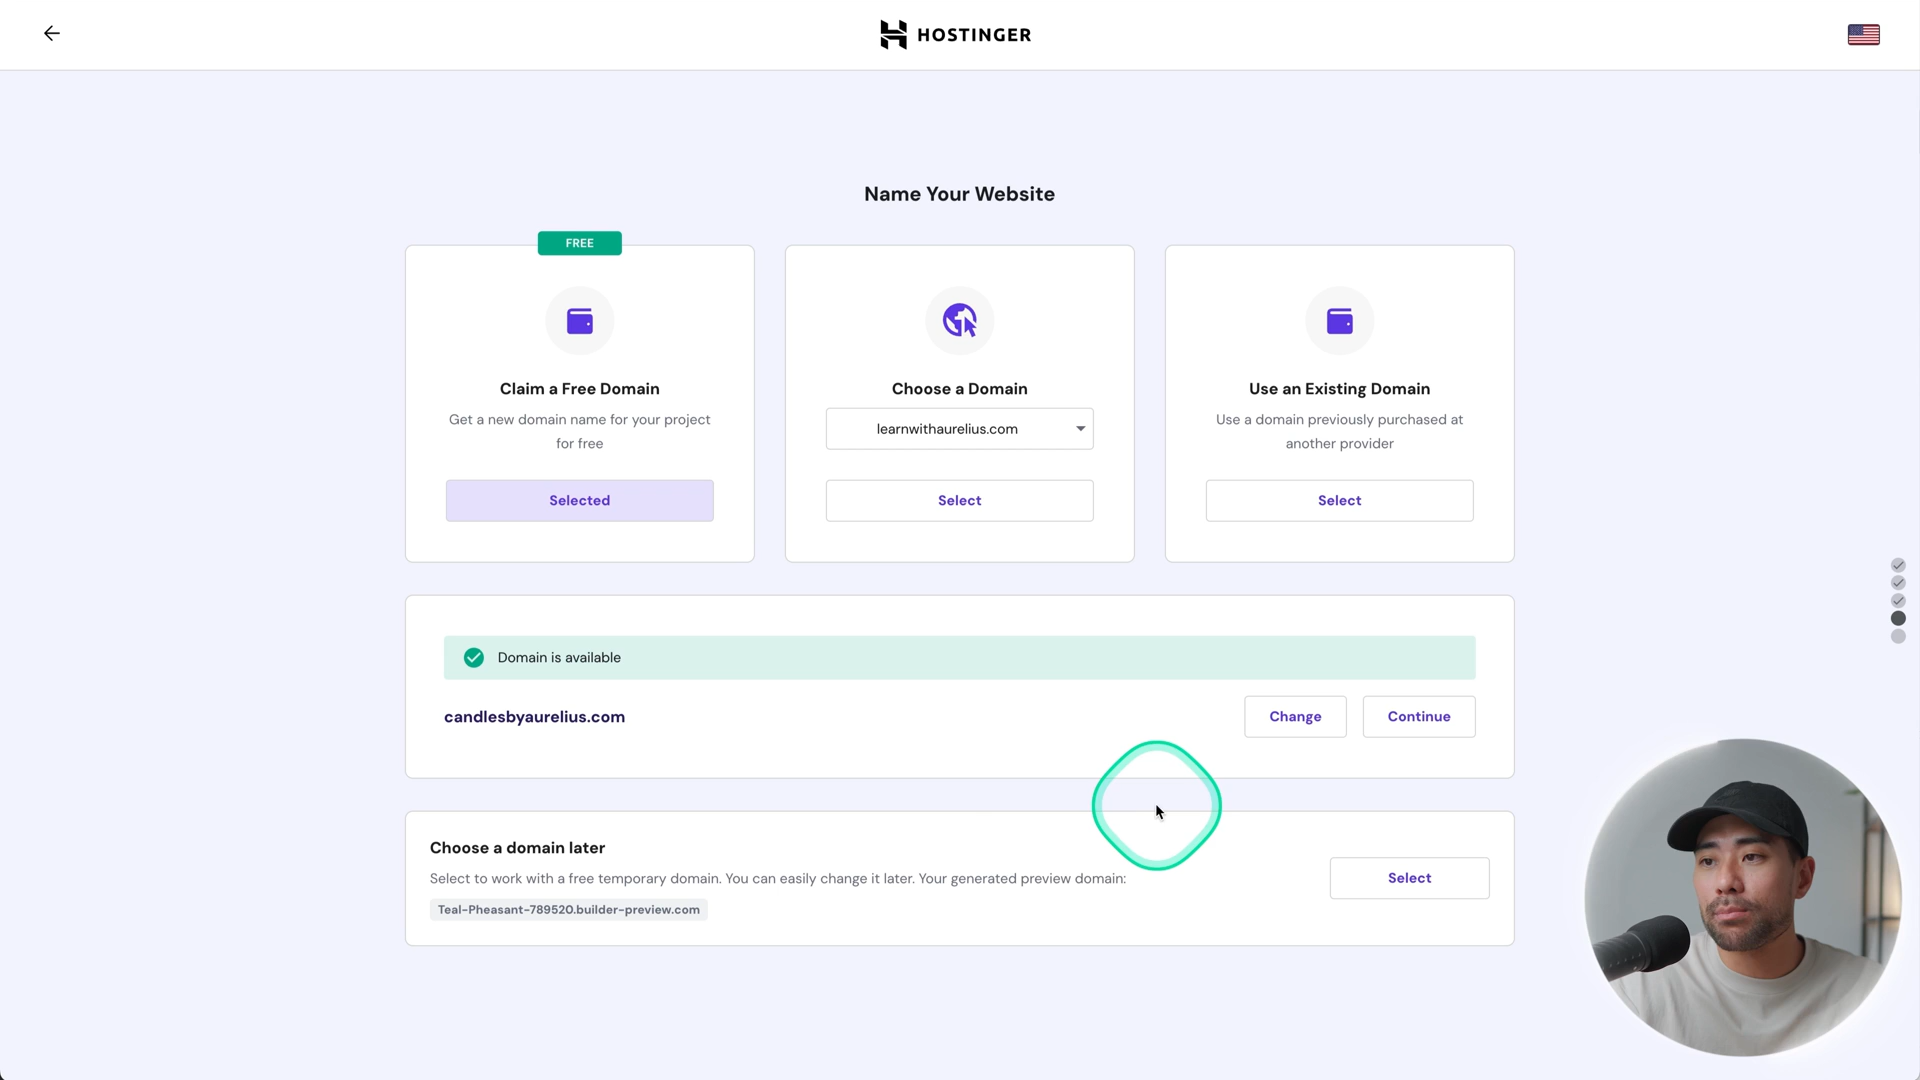 HOSTINGER
Name Your Website
FREE
Claim a Free Domain
Get a new domain name for your project
for free
Selected
Choose a Domain
learnwithaurelius.com
Select
Use an Existing Domain
Use a domain previously purchased at
another provider
Select
Domain is available
candlesbyaurelius.com
Change
Continue
Choose a domain later
Select to work with a free temporary domain. You can easily change it later. Your generated preview domain:
Teal-Pheasant-789520.builder-preview.com
Select